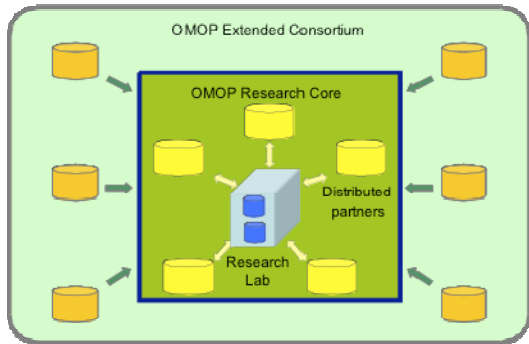 OMOP Extended Consortium
OMOP Research Core
Distributed
partners
Research
Lab